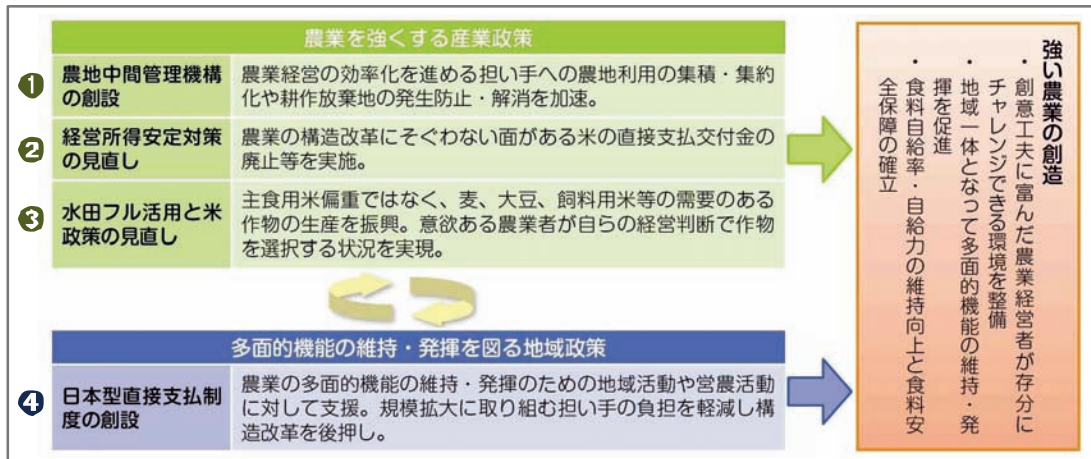 農業を強くする産業政策
❶
農地中間管理機構
の創設
農業経営の効率化を進める担い手への農地利用の集積・集約
化や耕作放棄地の発生防止・解消を加速。
❷
経営所得安定対策
の見直し
農業の構造改革にそぐわない面がある米の直接支払交付金の
廃止等を実施。
❸
水田フル活用と米
政策の見直し
主食用米偏重ではなく、麦、大豆、飼料用米等の需要のある
作物の生産を振興。意欲ある農業者が自らの経営判断で作物
を選択する状況を実現。
多面的機能の維持・発揮を図る地域政策
❹
日本型直接支払制
度の創設
農業の多面的機能の維持・発揮のための地域活動や営農活動
に対して支援。規模拡大に取り組む担い手の負担を軽減し構
造改革を後押し。
強い農業の創造
・創意工夫に富んだ農業経営者が存分に
チャレンジできる環境を整備
・地域一体となって多面的機能の維持・発
揮を促進
・食料自給率・自給力の維持向上と食料安
全保障の確立